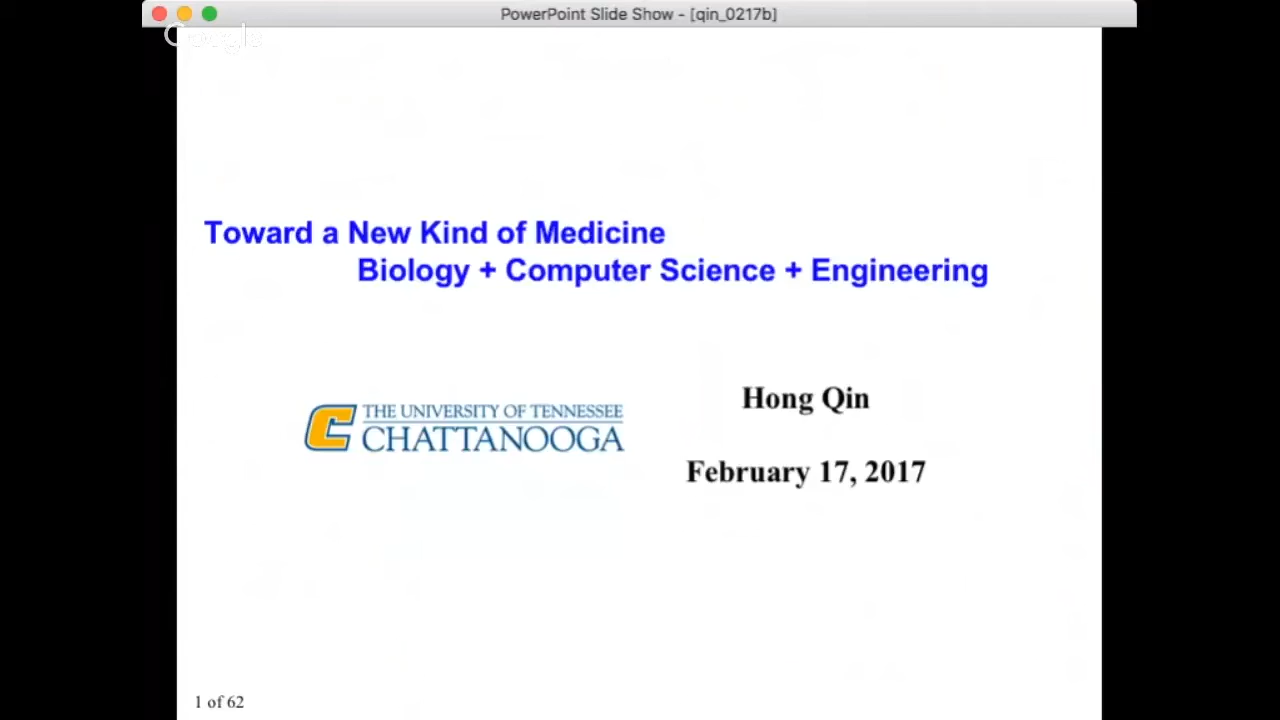 PowerPoint Slide Show - [qin_0217b]
Google
Toward a New Kind of Medicine
Biology + Computer Science + Engineering
THE UNIVERSITY OF TENNESSEE
CHATTANOOGA
Hong Qin
February 17, 2017
1 of 62